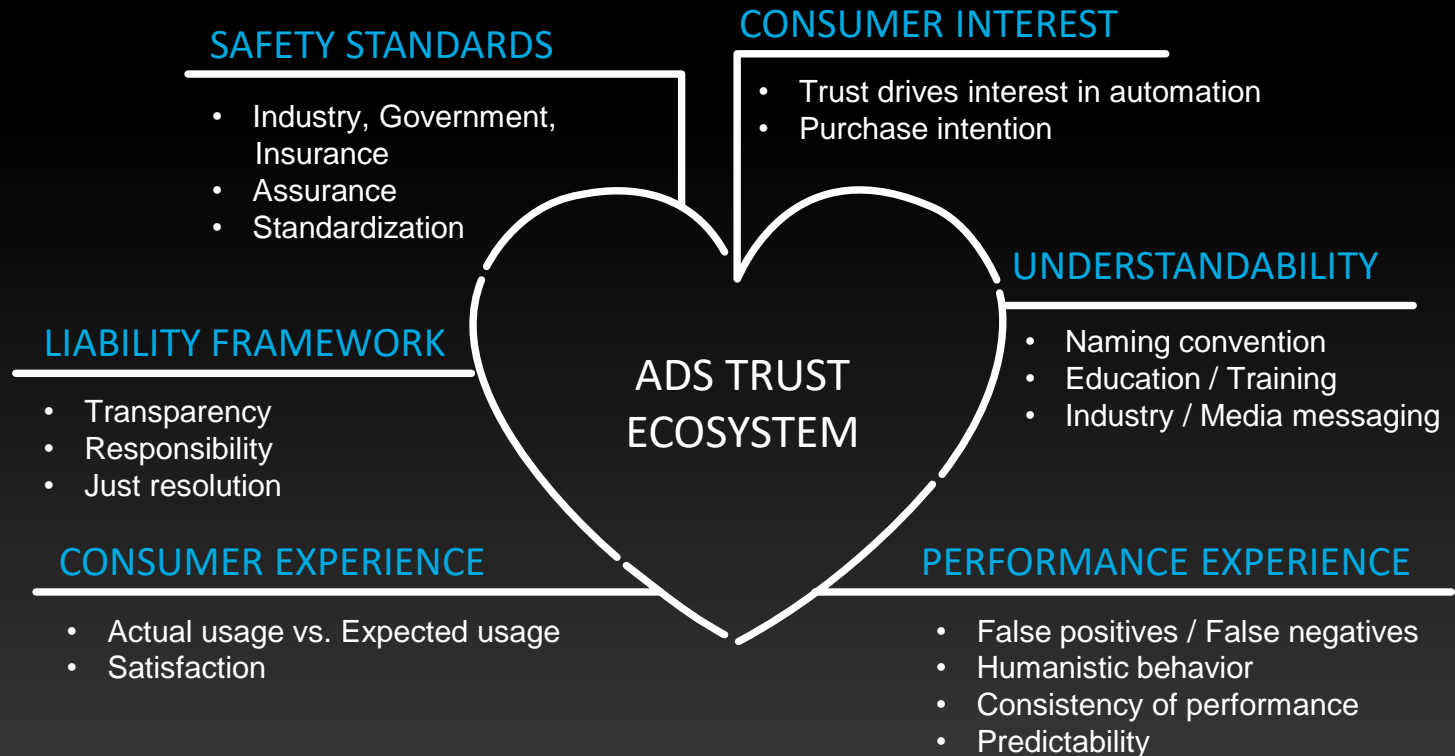 SAFETY STANDARDS
• Industry, Government,
Insurance
• Assurance
• Standardization
CONSUMER INTEREST
• Trust drives interest in automation
• Purchase intention
UNDERSTANDABILITY
• Naming convention
• Education / Training
• Industry / Media messaging
LIABILITY FRAMEWORK
• Transparency
• Responsibility
• Just resolution
ADS TRUST
ECOSYSTEM
CONSUMER EXPERIENCE
• Actual usage vs. Expected usage
• Satisfaction
PERFORMANCE EXPERIENCE
• False positives / False negatives
• Humanistic behavior
• Consistency of performance
• Predictability